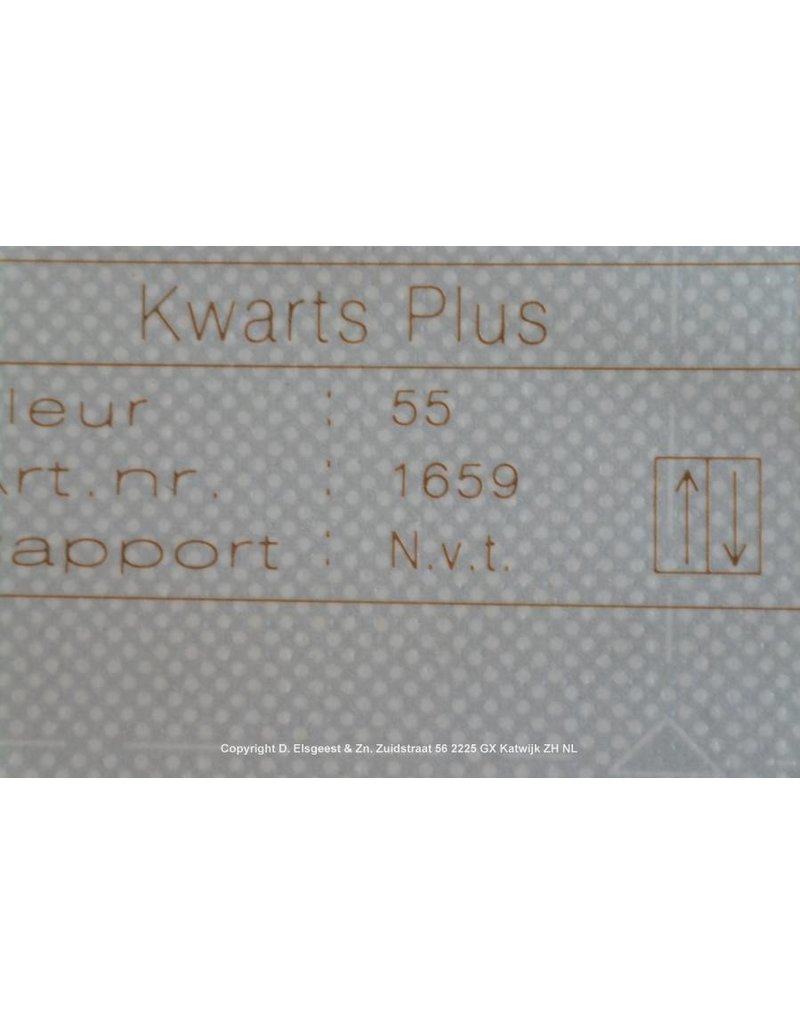 Kwarts Plus
leur : 55
rt.nr. : 1659
apport : N.v.t.
Copyright D. Elsgeest & Zn. Zuidstraat 56 2225 GX Katwijk ZH NL